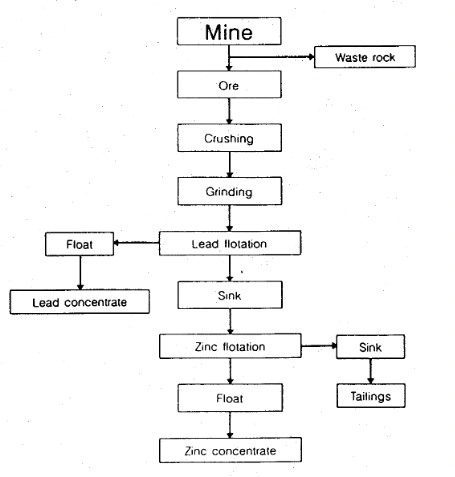 Mine
Waste rock
Ore
Crushing
Grinding
Float
Lead flotation
Lead concentrate
Sink
Zinc flotation
Sink
Float
Tailings
Zinc concentrate